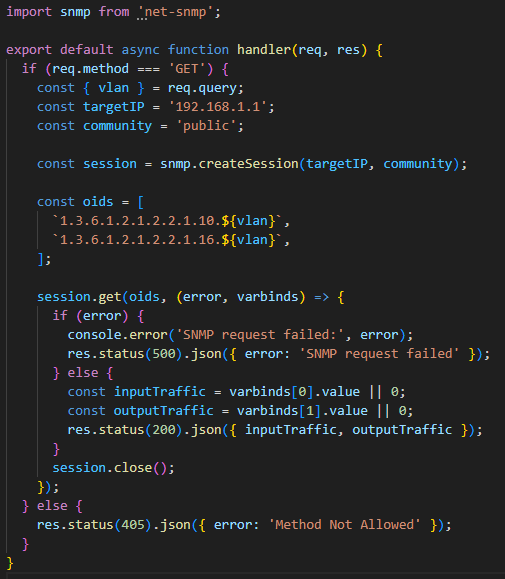 import snmp from 'net-snmp';
export default async function handler(req, res) {
if (req.method === 'GET') {
const { vlan } = req.query;
const targetIP = '192.168.1.1';
const community = 'public';
const session = snmp.createSession(targetIP, community);
const oids = [
`1.3.6.1.2.1.2.2.1.10.${vlan}`,
`1.3.6.1.2.1.2.2.1.16.${vlan}`,
];
session.get(oids, (error, varbinds) => {
if (error) {
console.error('SNMP request failed:', error);
res.status(500).json({ error: 'SNMP request failed' });
} else {
const inputTraffic = varbinds[0].value || 0;
const outputTraffic = varbinds[1].value || 0;
res.status(200).json({ inputTraffic, outputTraffic });
}
session.close();
});
} else {
res.status(405).json({ error: 'Method Not Allowed' });
}
}